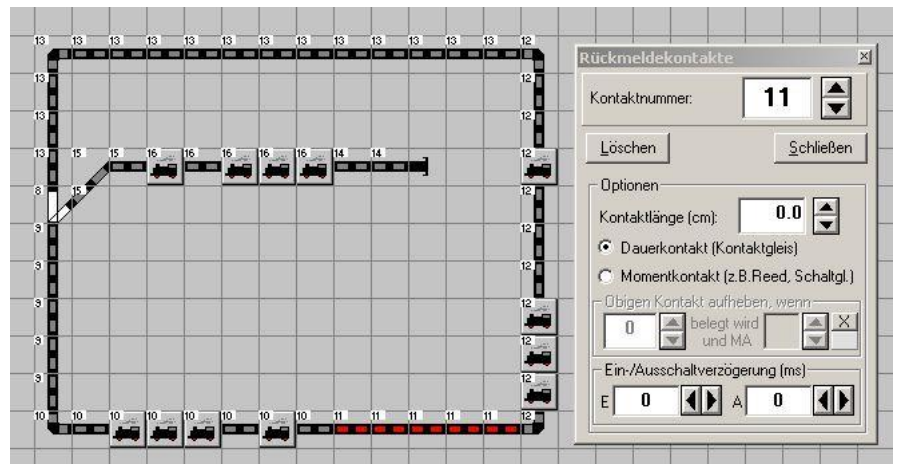 13 13 13 13 13 13 13 13 13 13 13 13 12
Rückmeldekontakte
13 12
Kontaktnummer: 11
13 12
Löschen Schließen
13 15 15 16 16 16 16 16 14 14 12
Optionen
8 15 12
Kontaktlänge (cm): 0.0
9
Dauerkontakt (Kontaktgleis)
9 12
Momentkontakt (z.B.Reed, Schaltgl.)
9 12
Obigen Kontakt aufheben, wenn
0 belegt wird X
und MA
9 12
Ein-/Ausschaltverzögerung (ms)
9 12
E 0 A 0
10 10 10 10 10 10 10 10 11 11 11 11 11 12